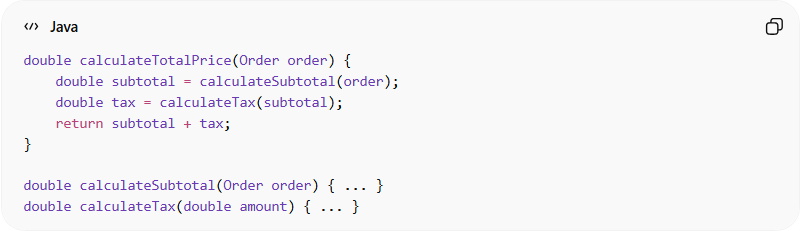 </> Java
double calculateTotalPrice(Order order) {
    double subtotal = calculateSubtotal(order);
    double tax = calculateTax(subtotal);
    return subtotal + tax;
}

double calculateSubtotal(Order order) { ... }
double calculateTax(double amount) { ... }